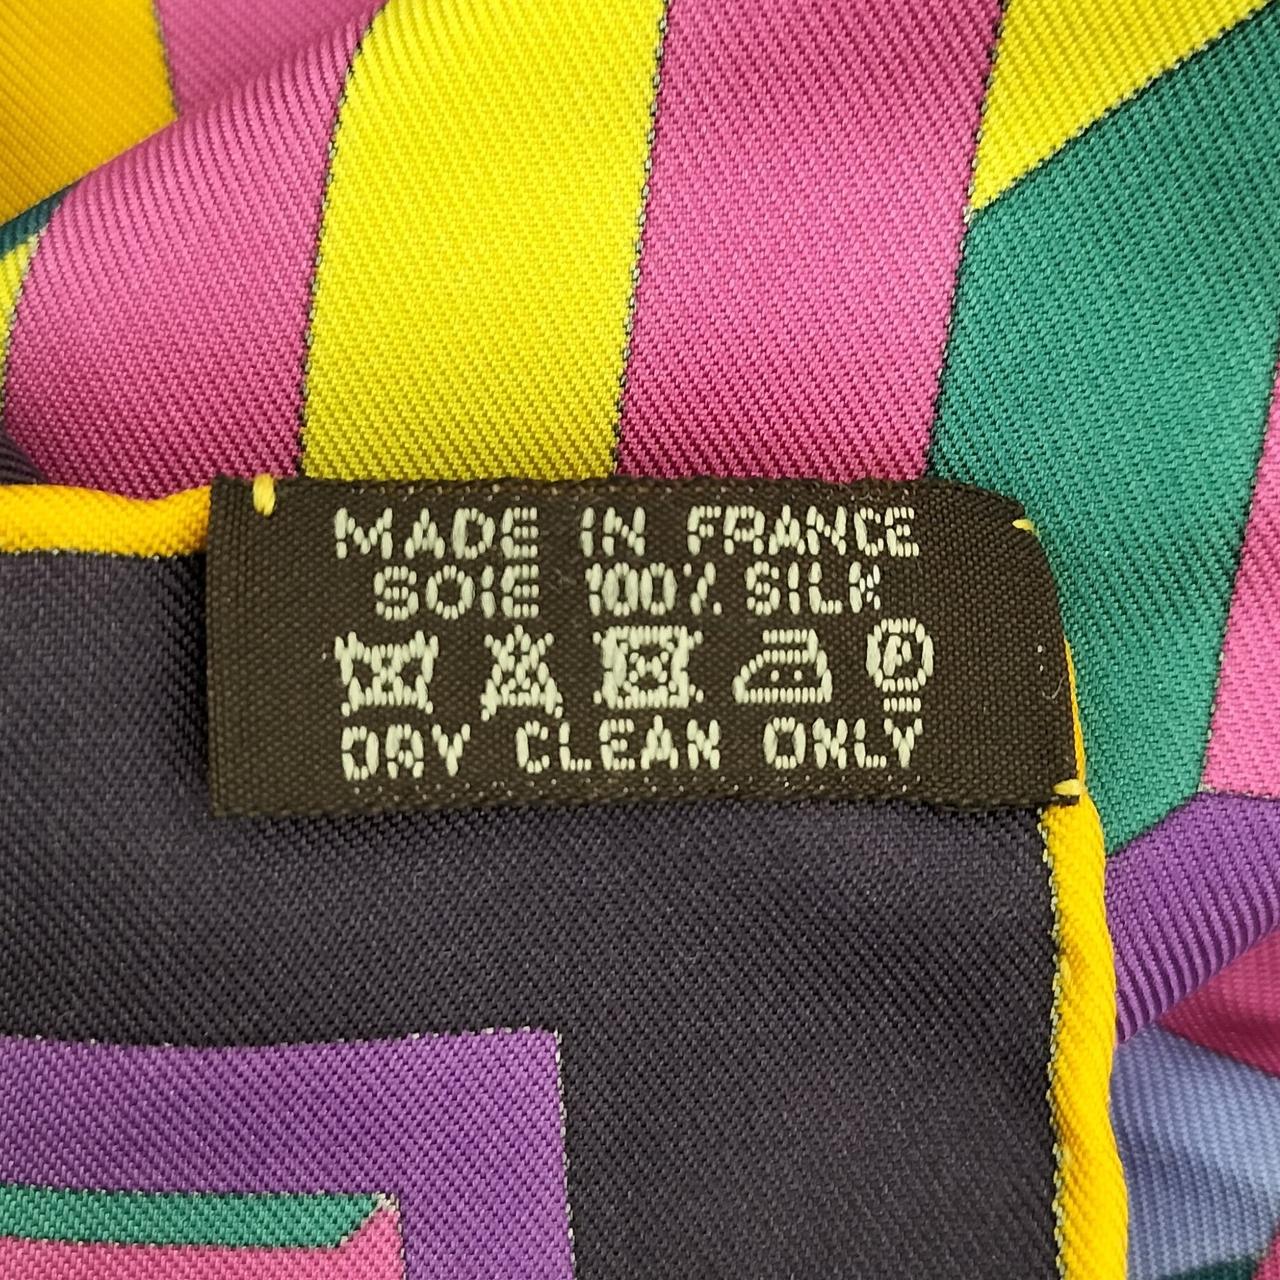 MADE IN FRANCE
SOIE 100% SILK
P
DRY CLEAN ONLY